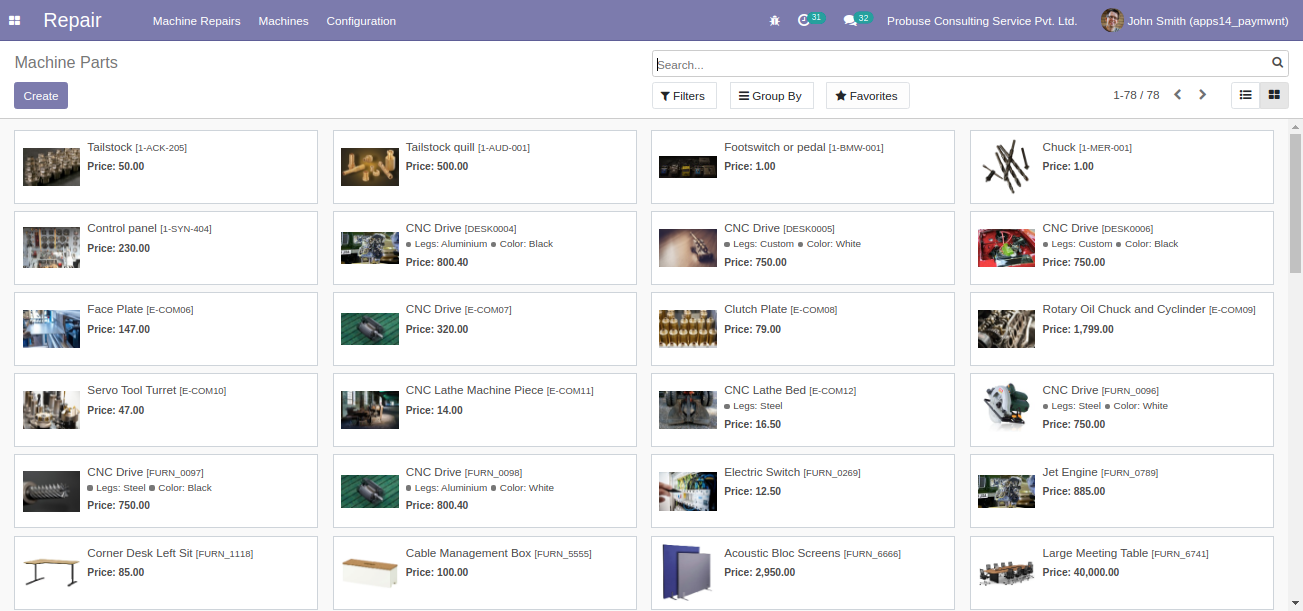 Repair Machine Repairs Machines Configuration 31 32 Probuse Consulting Service Pvt. Ltd. John Smith (apps14_paymwnt)
Machine Parts
Search...
Create
Filters Group By Favorites 1-78 / 78
Tailstock [1-ACK-205]
Price: 50.00
Tailstock quill [1-AUD-001]
Price: 500.00
Footswitch or pedal [1-BMW-001]
Price: 1.00
Chuck [1-MER-001]
Price: 1.00
Control panel [1-SYN-404]
Price: 230.00
CNC Drive [DESK0004]
Legs: Aluminium Color: Black
Price: 800.40
CNC Drive [DESK0005]
Legs: Custom Color: White
Price: 750.00
CNC Drive [DESK0006]
Legs: Custom Color: Black
Price: 750.00
Face Plate [E-COM06]
Price: 147.00
CNC Drive [E-COM07]
Price: 320.00
Clutch Plate [E-COM08]
Price: 79.00
Rotary Oil Chuck and Cyclinder [E-COM09]
Price: 1,799.00
Servo Tool Turret [E-COM10]
Price: 47.00
CNC Lathe Machine Piece [E-COM11]
Price: 14.00
CNC Lathe Bed [E-COM12]
Legs: Steel
Price: 16.50
CNC Drive [FURN_0096]
Legs: Steel Color: White
Price: 750.00
CNC Drive [FURN_0097]
Legs: Steel Color: Black
Price: 750.00
CNC Drive [FURN_0098]
Legs: Aluminium Color: White
Price: 800.40
Electric Switch [FURN_0269]
Price: 12.50
Jet Engine [FURN_0789]
Price: 885.00
Corner Desk Left Sit [FURN_1118]
Price: 85.00
Cable Management Box [FURN_5555]
Price: 100.00
Acoustic Bloc Screens [FURN_6666]
Price: 2,950.00
Large Meeting Table [FURN_6741]
Price: 40,000.00